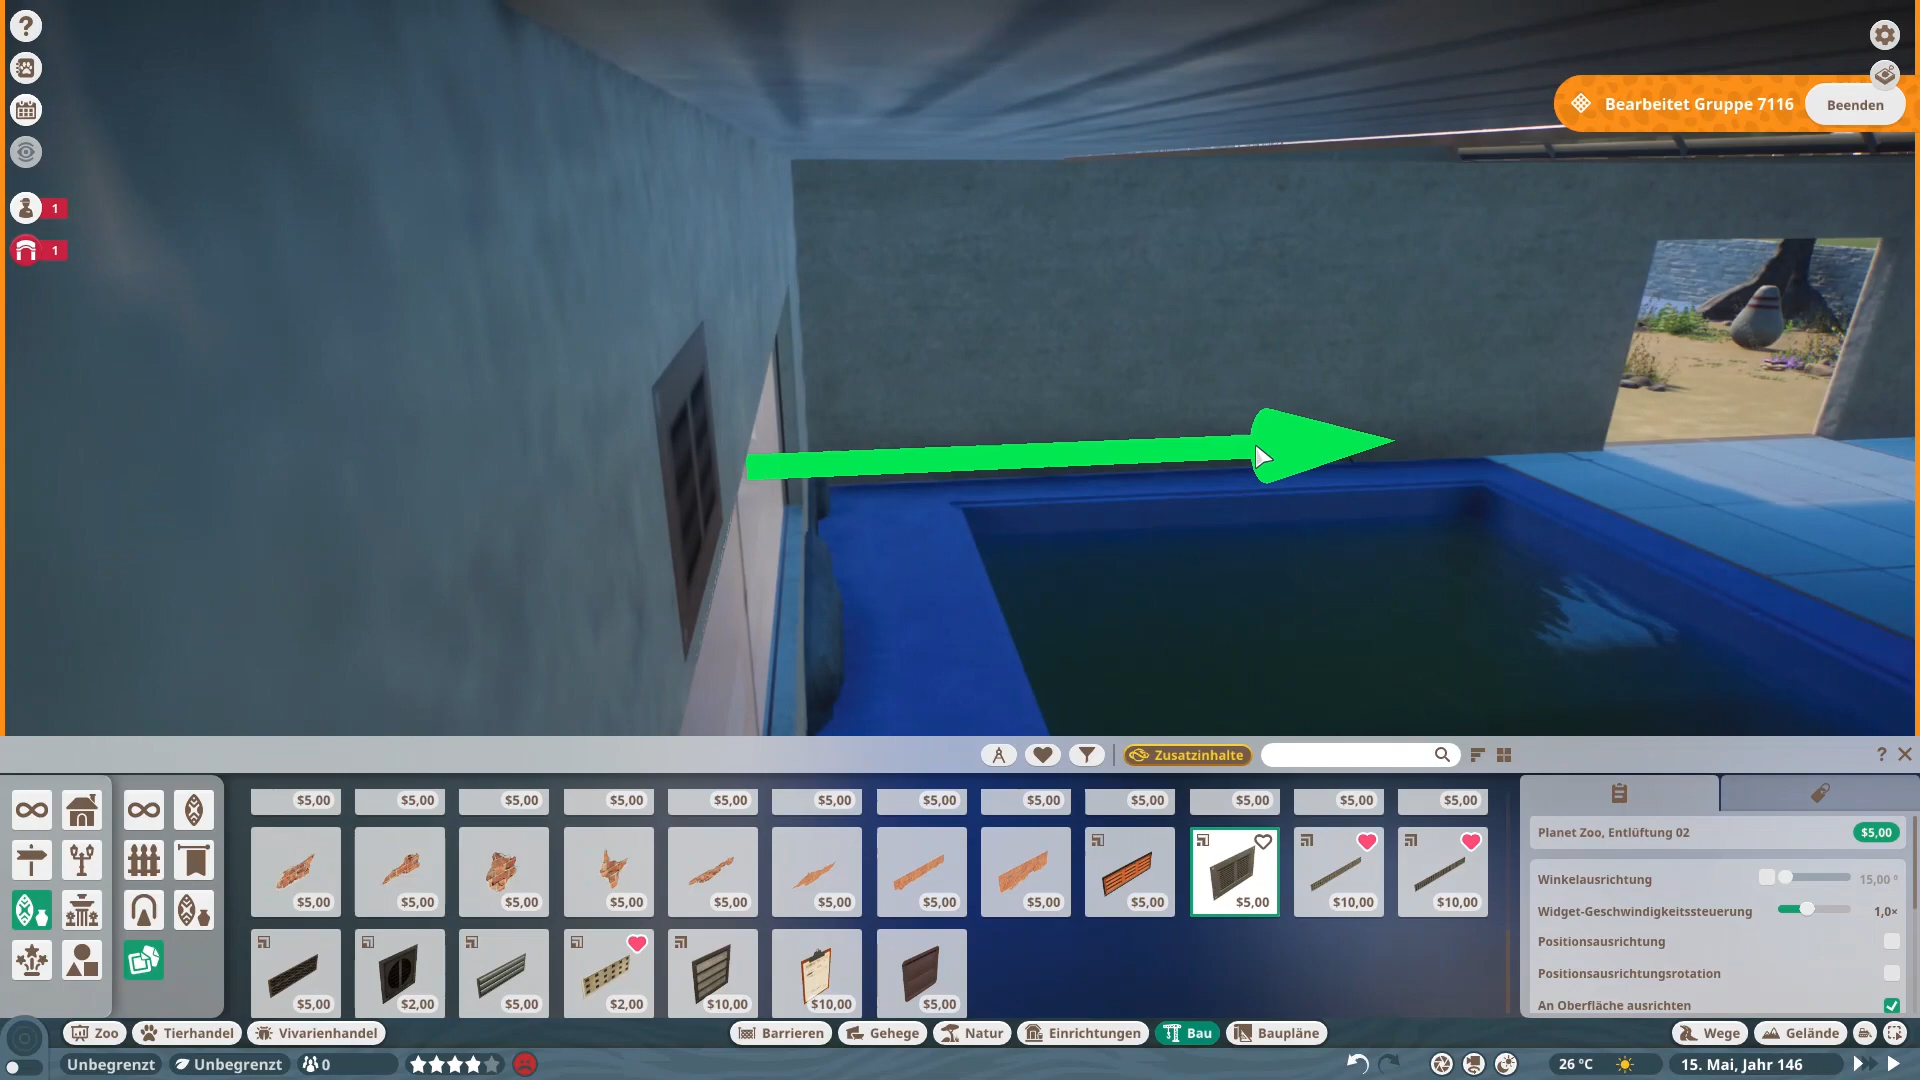 ?
Bearbeitet Gruppe 7116
Beenden
1
1
Zusatzinhalte
?
$5,00 $5,00 $5,00 $5,00 $5,00 $5,00 $5,00 $5,00 $5,00 $5,00 $5,00 $5,00
$5,00 $5,00 $5,00 $5,00 $5,00 $5,00 $5,00 $5,00 $5,00 $5,00 $10,00 $10,00
$5,00 $2,00 $5,00 $2,00 $10,00 $10,00 $5,00
Planet Zoo, Entlüftung 02 $5,00
Winkelausrichtung 15,00 °
Widget-Geschwindigkeitssteuerung 1,0×
Positionsausrichtung
Positionsausrichtungsrotation
An Oberfläche ausrichten
Zoo Tierhandel Vivarienhandel Barrieren Gehege Natur Einrichtungen Bau Baupläne Wege Gelände
Unbegrenzt Unbegrenzt 0 26 °C 15. Mai, Jahr 146